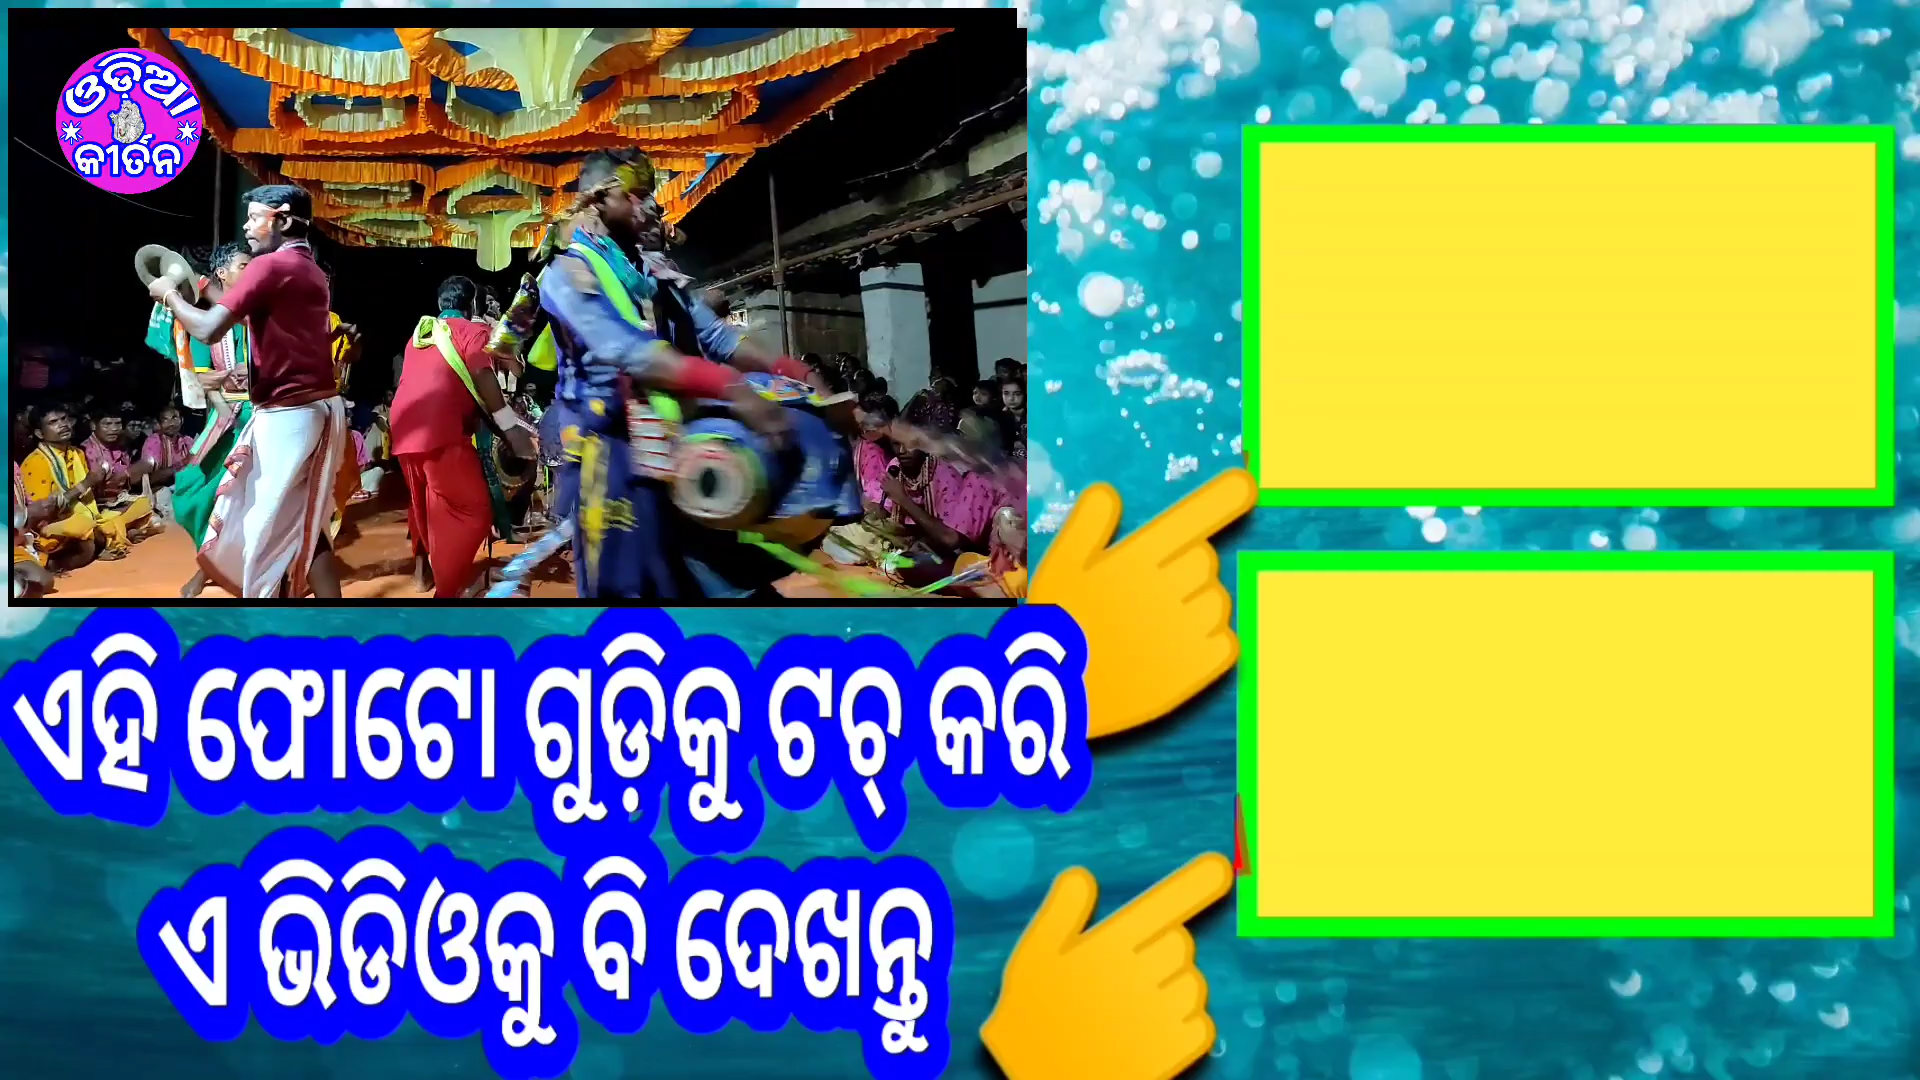 ଓଡ଼ିଆ
କୀର୍ତନ
ଏହି ଫୋଟୋ ଗୁଡ଼ିକୁ ଟଚ୍ କରି
ଏ ଭିଡିଓକୁ ବି ଦେଖନ୍ତୁ